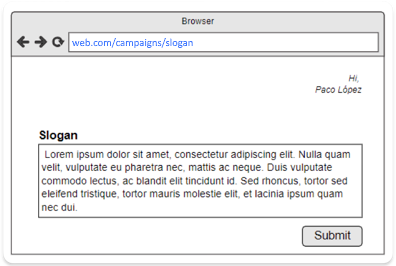 Browser
web.com/campaigns/slogan
Hi,
Paco López
Slogan
Lorem ipsum dolor sit amet, consectetur adipiscing elit. Nulla quam
velit, vulputate eu pharetra nec, mattis ac neque. Duis vulputate
commodo lectus, ac blandit elit tincidunt id. Sed rhoncus, tortor sed
eleifend tristique, tortor mauris molestie elit, et lacinia ipsum quam
nec dui.
Submit